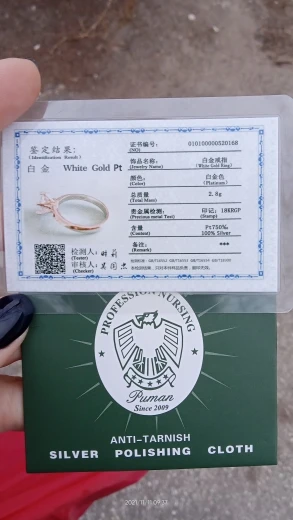 鉴定结果:
(Identification Result)
白 金 White Gold Pt
检测人:
(Taster)
审核人:
(Checker)
证书编号: 010100000520168
(NO)
饰品名称: 白金戒指
(Jewelry Name) (White Gold Ring)
颜色: 白金色
(Color) (Platinum)
总质量 2.8g
(Total Mass)
贵金属检测: 印记: 18KRGP
(Precious metal Test) (Stamp)
含量 Pt750‰
(Content) 100% Silver
备注: ***
(Remark)
PROFESSION NURSING
Puman
Since 2009
ANTI-TARNISH
SILVER POLISHING CLOTH